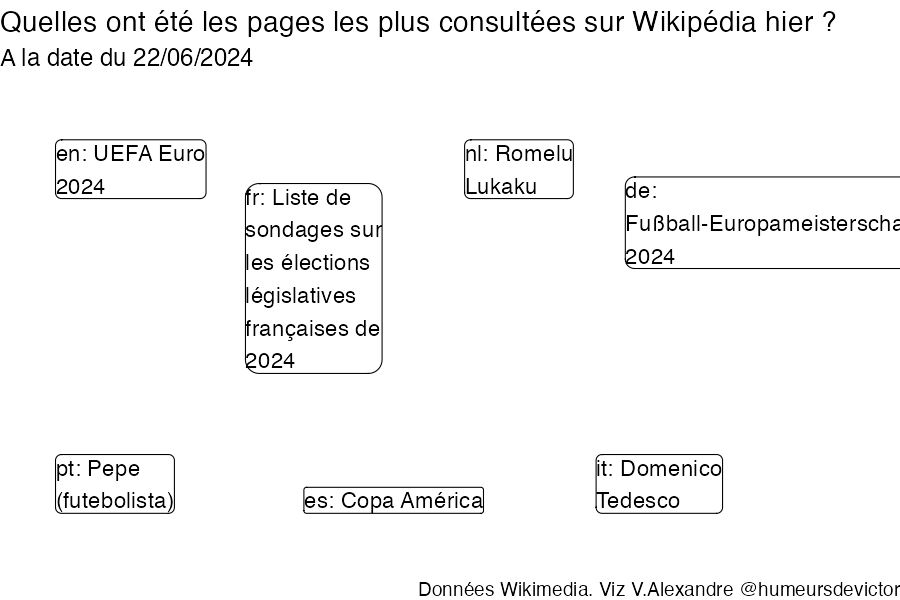 Quelles ont été les pages les plus consultées sur Wikipédia hier ?
A la date du 22/06/2024
en: UEFA Euro
2024
fr: Liste de
sondages sur
les élections
législatives
françaises de
2024
nl: Romelu
Lukaku
de:
Fußball-Europameisterscha
2024
pt: Pepe
(futebolista)
es: Copa América
it: Domenico
Tedesco
Données Wikimedia. Viz V.Alexandre @humeursdevictor